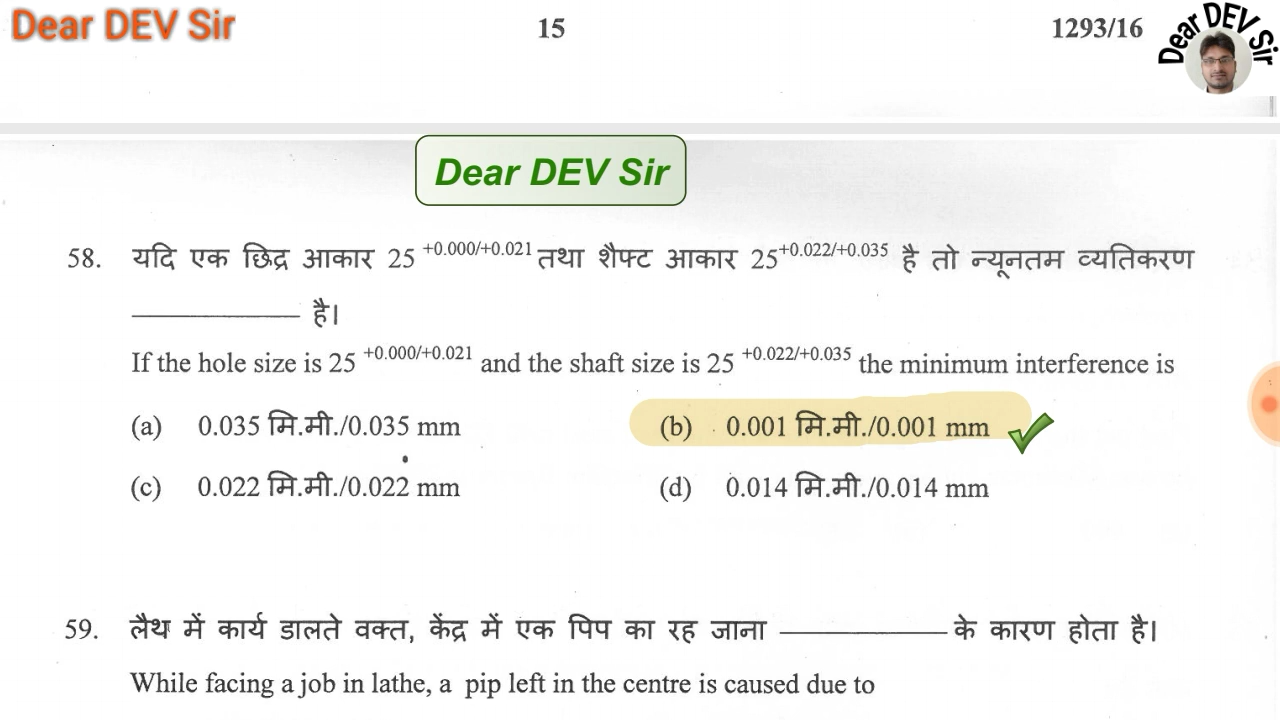 Dear DEV Sir
15
1293/16
Dear DEV Sir
Dear DEV Sir
58. यदि एक छिद्र आकार 25 +0.000/+0.021 तथा शैफ्ट आकार 25 +0.022/+0.035 है तो न्यूनतम व्यतिकरण
__________ है।
If the hole size is 25 +0.000/+0.021 and the shaft size is 25 +0.022/+0.035 the minimum interference is
(a) 0.035 मि.मी./0.035 mm (b) 0.001 मि.मी./0.001 mm
(c) 0.022 मि.मी./0.022 mm (d) 0.014 मि.मी./0.014 mm
59. लैथ में कार्य डालते वक्त, केंद्र में एक पिप का रह जाना __________ के कारण होता है।
While facing a job in lathe, a pip left in the centre is caused due to